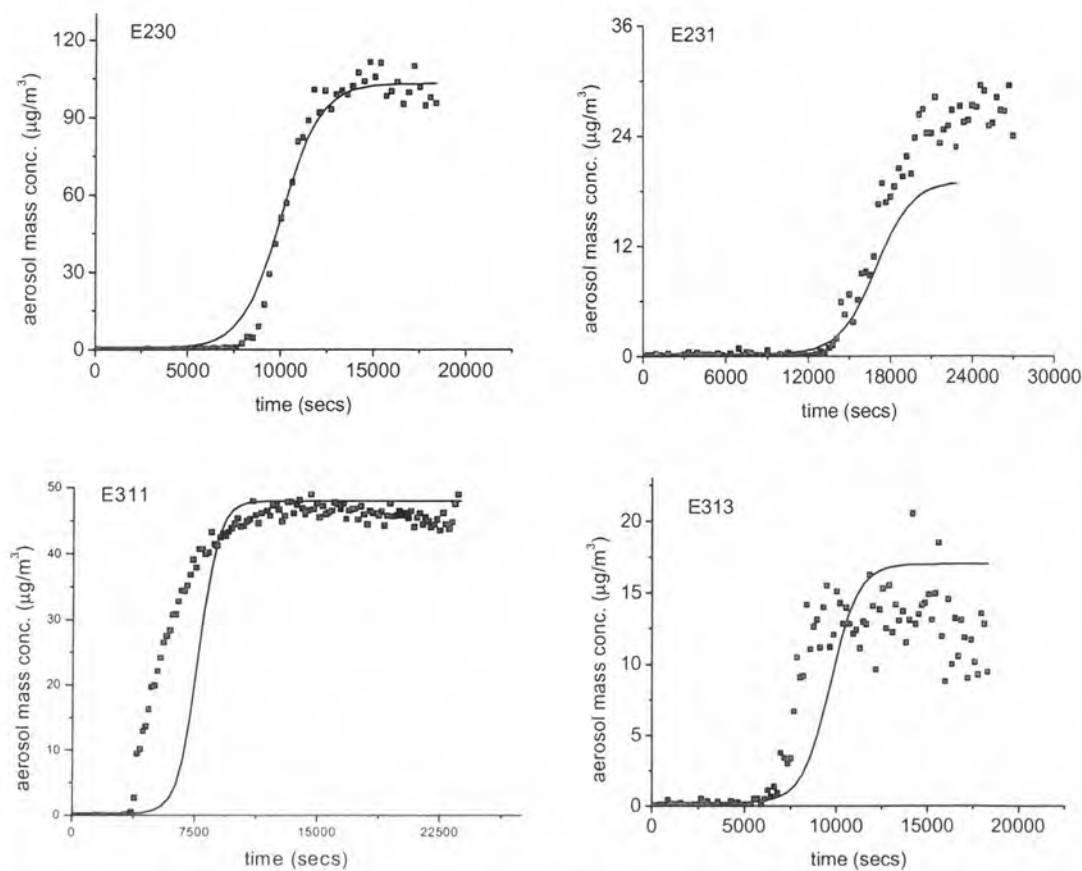 E230
aerosol mass conc. (µg/m³)
120
90
60
30
0
0 5000 10000 15000 20000
time (secs)
E231
aerosol mass conc. (µg/m³)
36
24
12
0
0 6000 12000 18000 24000 30000
time (secs)
E311
aerosol mass conc. (µg/m³)
50
40
30
20
10
0
0 7500 15000 22500
time (secs)
E313
aerosol mass conc. (µg/m³)
20
15
10
5
0
0 5000 10000 15000 20000
time (secs)